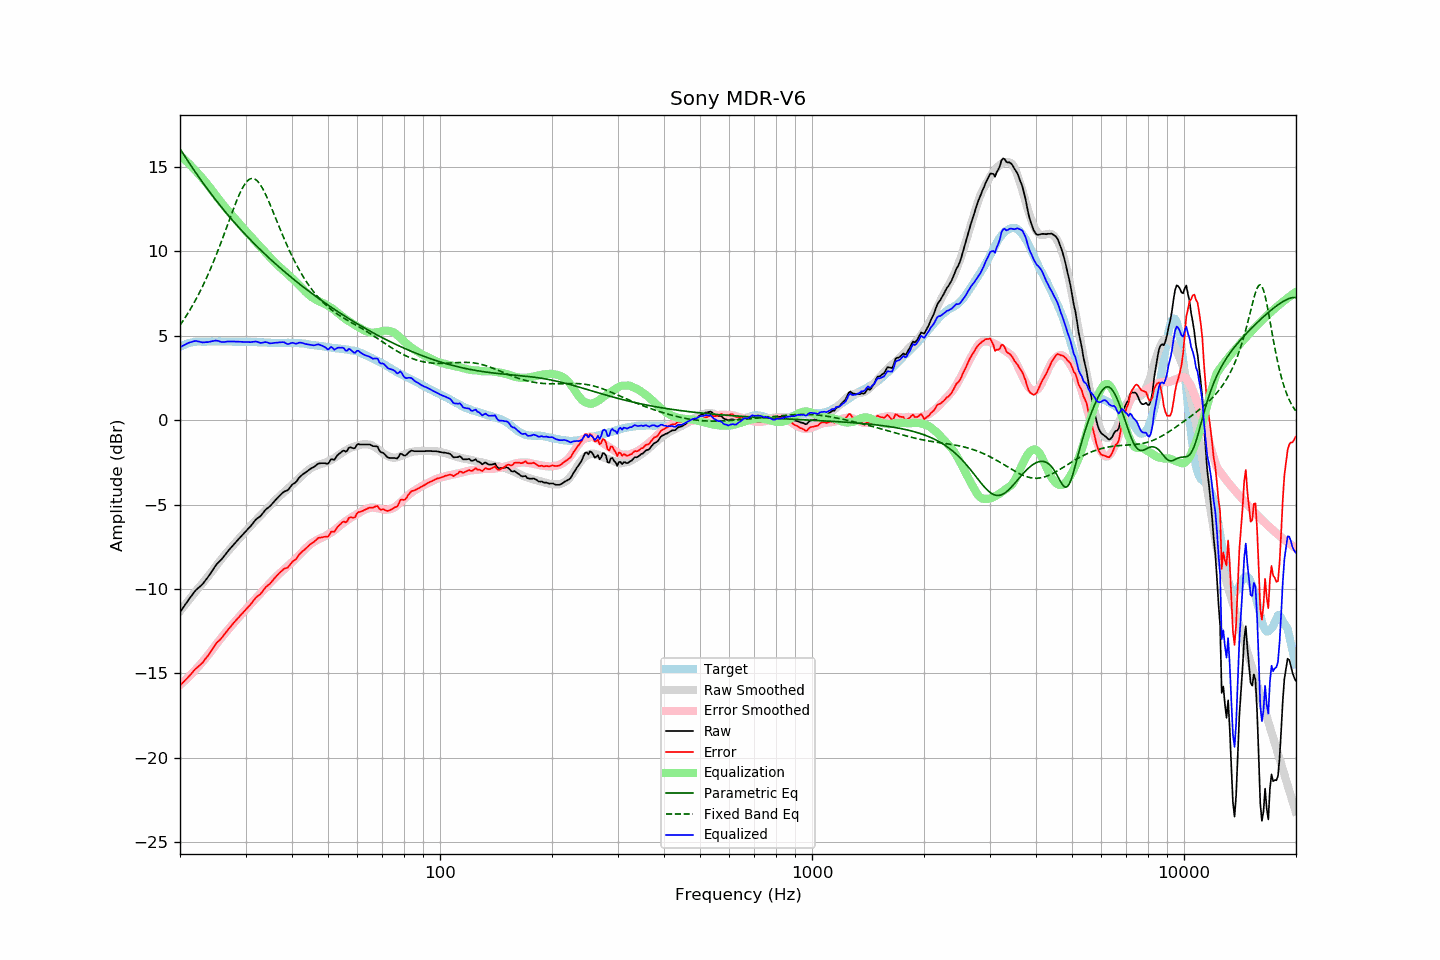 Sony MDR-V6
Amplitude (dBr)
15
10
5
0
−5
−10
−15
−20
−25
Target
Raw Smoothed
Error Smoothed
Raw
Error
Equalization
Parametric Eq
Fixed Band Eq
Equalized
100
1000
10000
Frequency (Hz)